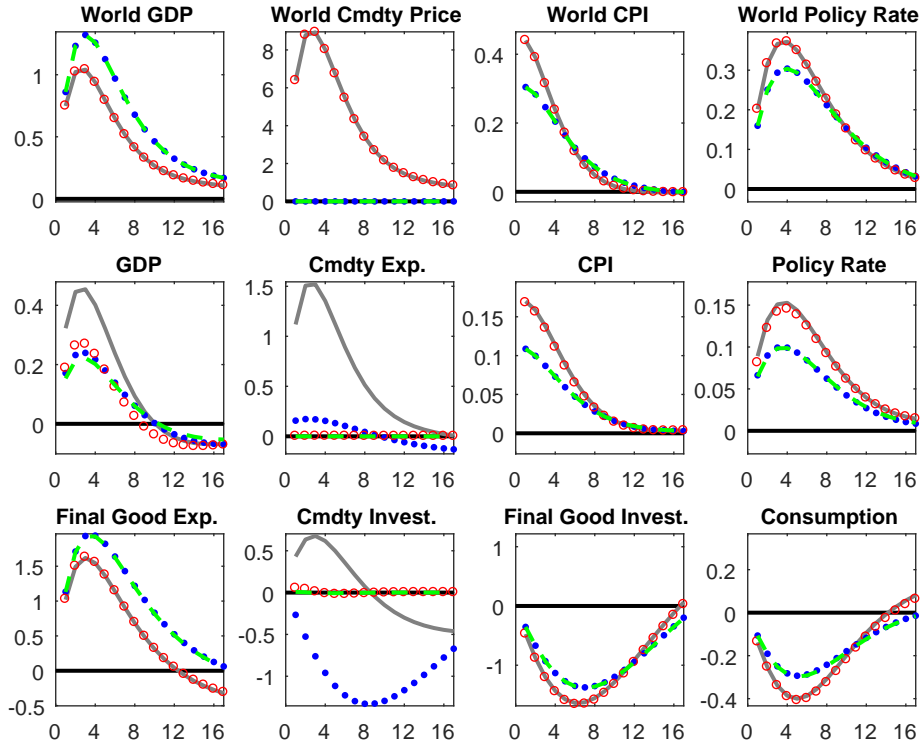 World GDP World Cmdty Price World CPI World Policy Rate
1 8 0.4 0.3
6 0.2
0.5 4 0.2
2 0.1
0 0 0 0
0 4 8 12 16 0 4 8 12 16 0 4 8 12 16 0 4 8 12 16
GDP Cmdty Exp. CPI Policy Rate
0.4 1.5 0.15 0.15
1.0 0.1 0.1
0.2 0.5 0.05 0.05
0 0 0 0
0 4 8 12 16 0 4 8 12 16 0 4 8 12 16 0 4 8 12 16
Final Good Exp. Cmdty Invest. Final Good Invest. Consumption
1.5 0.5 1 0.2
1 0 0 0
0.5 -0.5 -0.2
0 -1 -1
-0.5 -0.4
0 4 8 12 16 0 4 8 12 16 0 4 8 12 16 0 4 8 12 16